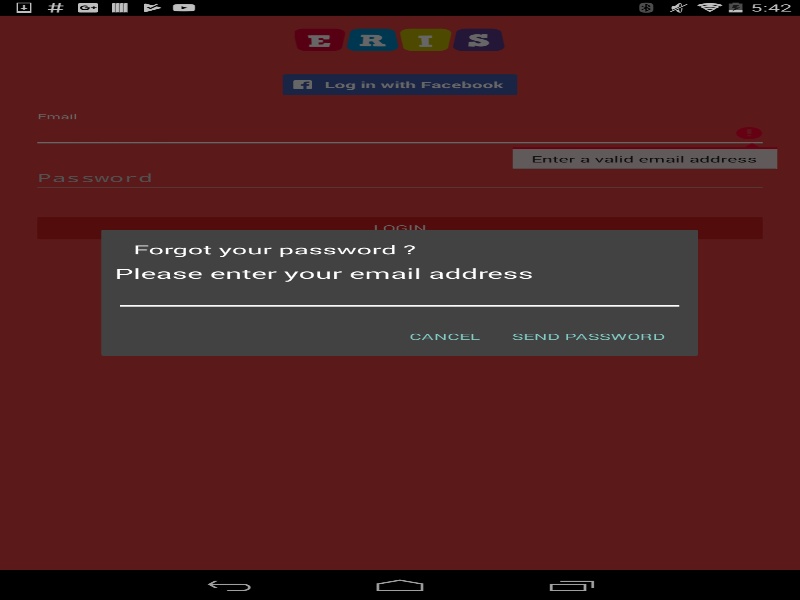 5:42
ERIS
Log in with Facebook
Email
Enter a valid email address
Password
LOGIN
Forgot your password ?
Please enter your email address
CANCEL SEND PASSWORD